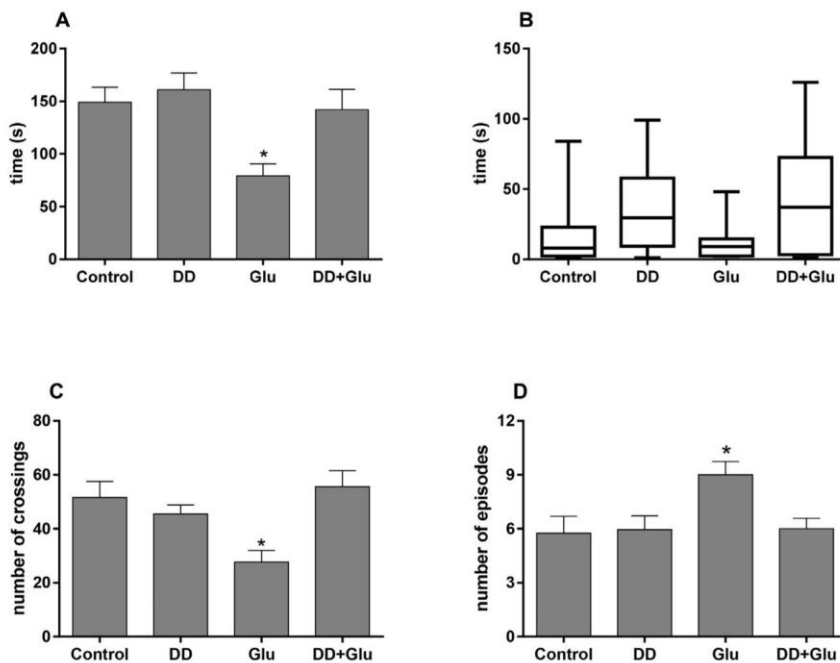 A
time (s)
200
150
100
50
0
*
Control DD Glu DD+Glu
B
time (s)
150
100
50
0
Control DD Glu DD+Glu
C
number of crossings
80
60
40
20
0
*
Control DD Glu DD+Glu
D
number of episodes
12
9
6
3
0
*
Control DD Glu DD+Glu